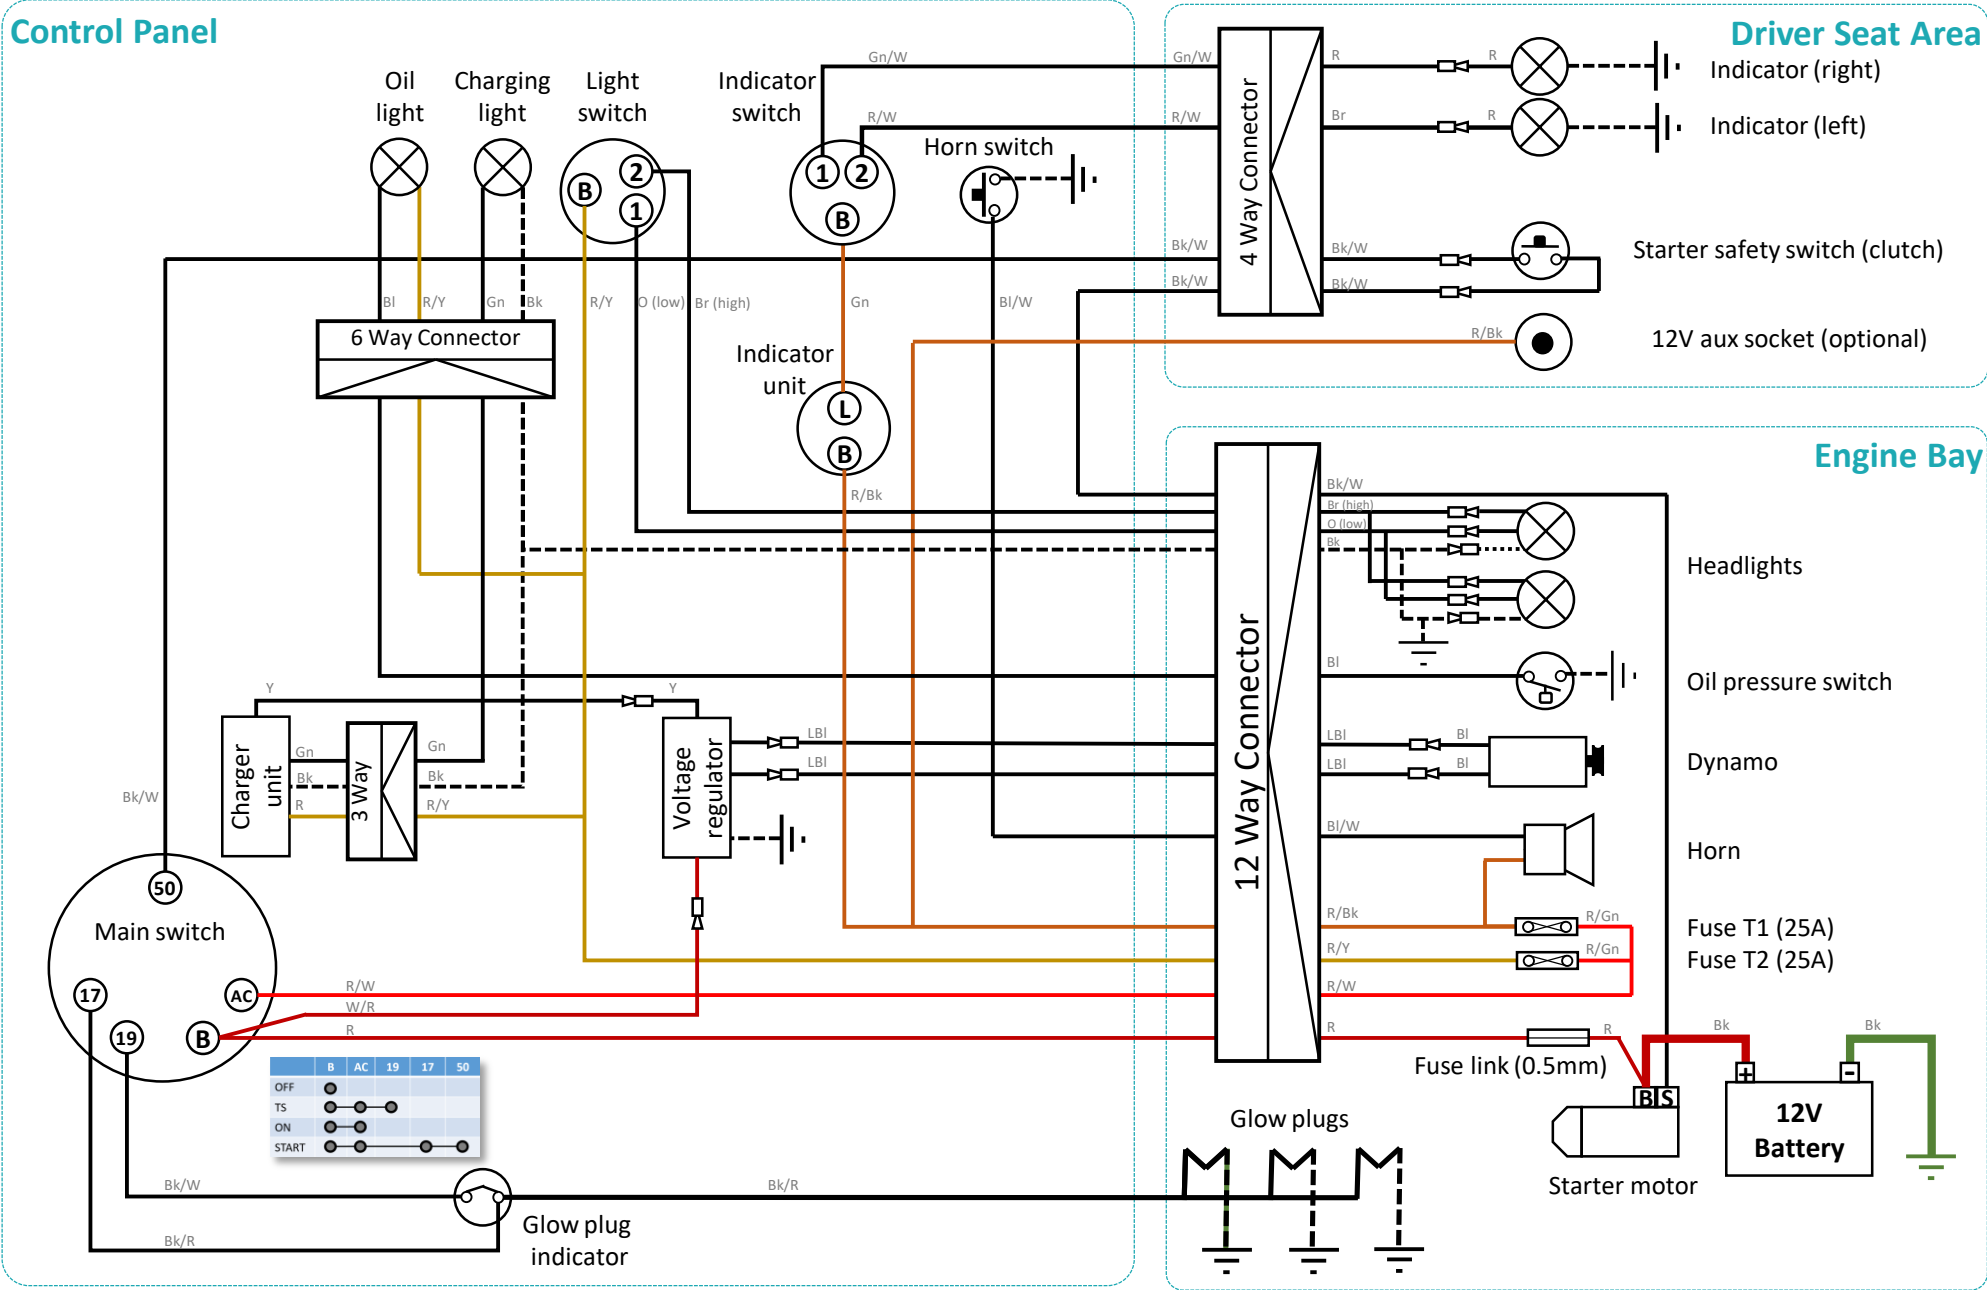 Control Panel
Driver Seat Area
Engine Bay
Oil
light
Charging
light
Light
switch
Indicator
switch
Horn switch
B
2
1
1
2
B
Gn/W
R/W
Gn/W
R/W
Bk/W
Bk/W
4 Way Connector
R
Br
Bk/W
Bk/W
R
R
Indicator (right)
Indicator (left)
Starter safety switch (clutch)
R/Bk
12V aux socket (optional)
Bl
R/Y
Gn
Bk
R/Y
O (low)
Br (high)
Gn
Bl/W
6 Way Connector
Indicator
unit
L
B
R/Bk
12 Way Connector
Bk/W
Br (high)
O (low)
Bk
Headlights
Bl
Oil pressure switch
Y
Y
Charger
unit
Gn
Bk
R
3 Way
Gn
Bk
R/Y
Voltage
regulator
LBl
LBl
LBl
LBl
Bl
Bl
Dynamo
Bl/W
Horn
Bk/W
50
Main switch
17
19
AC
B
R/W
W/R
R
R/Bk
R/Y
R/W
R
R/Gn
R/Gn
Fuse T1 (25A)
Fuse T2 (25A)
R
Fuse link (0.5mm)
Bk
Bk
B
S
+
-
12V
Battery
Starter motor
B AC 19 17 50
OFF
TS
ON
START
Glow plugs
Bk/W
Bk/R
Bk/R
Glow plug
indicator